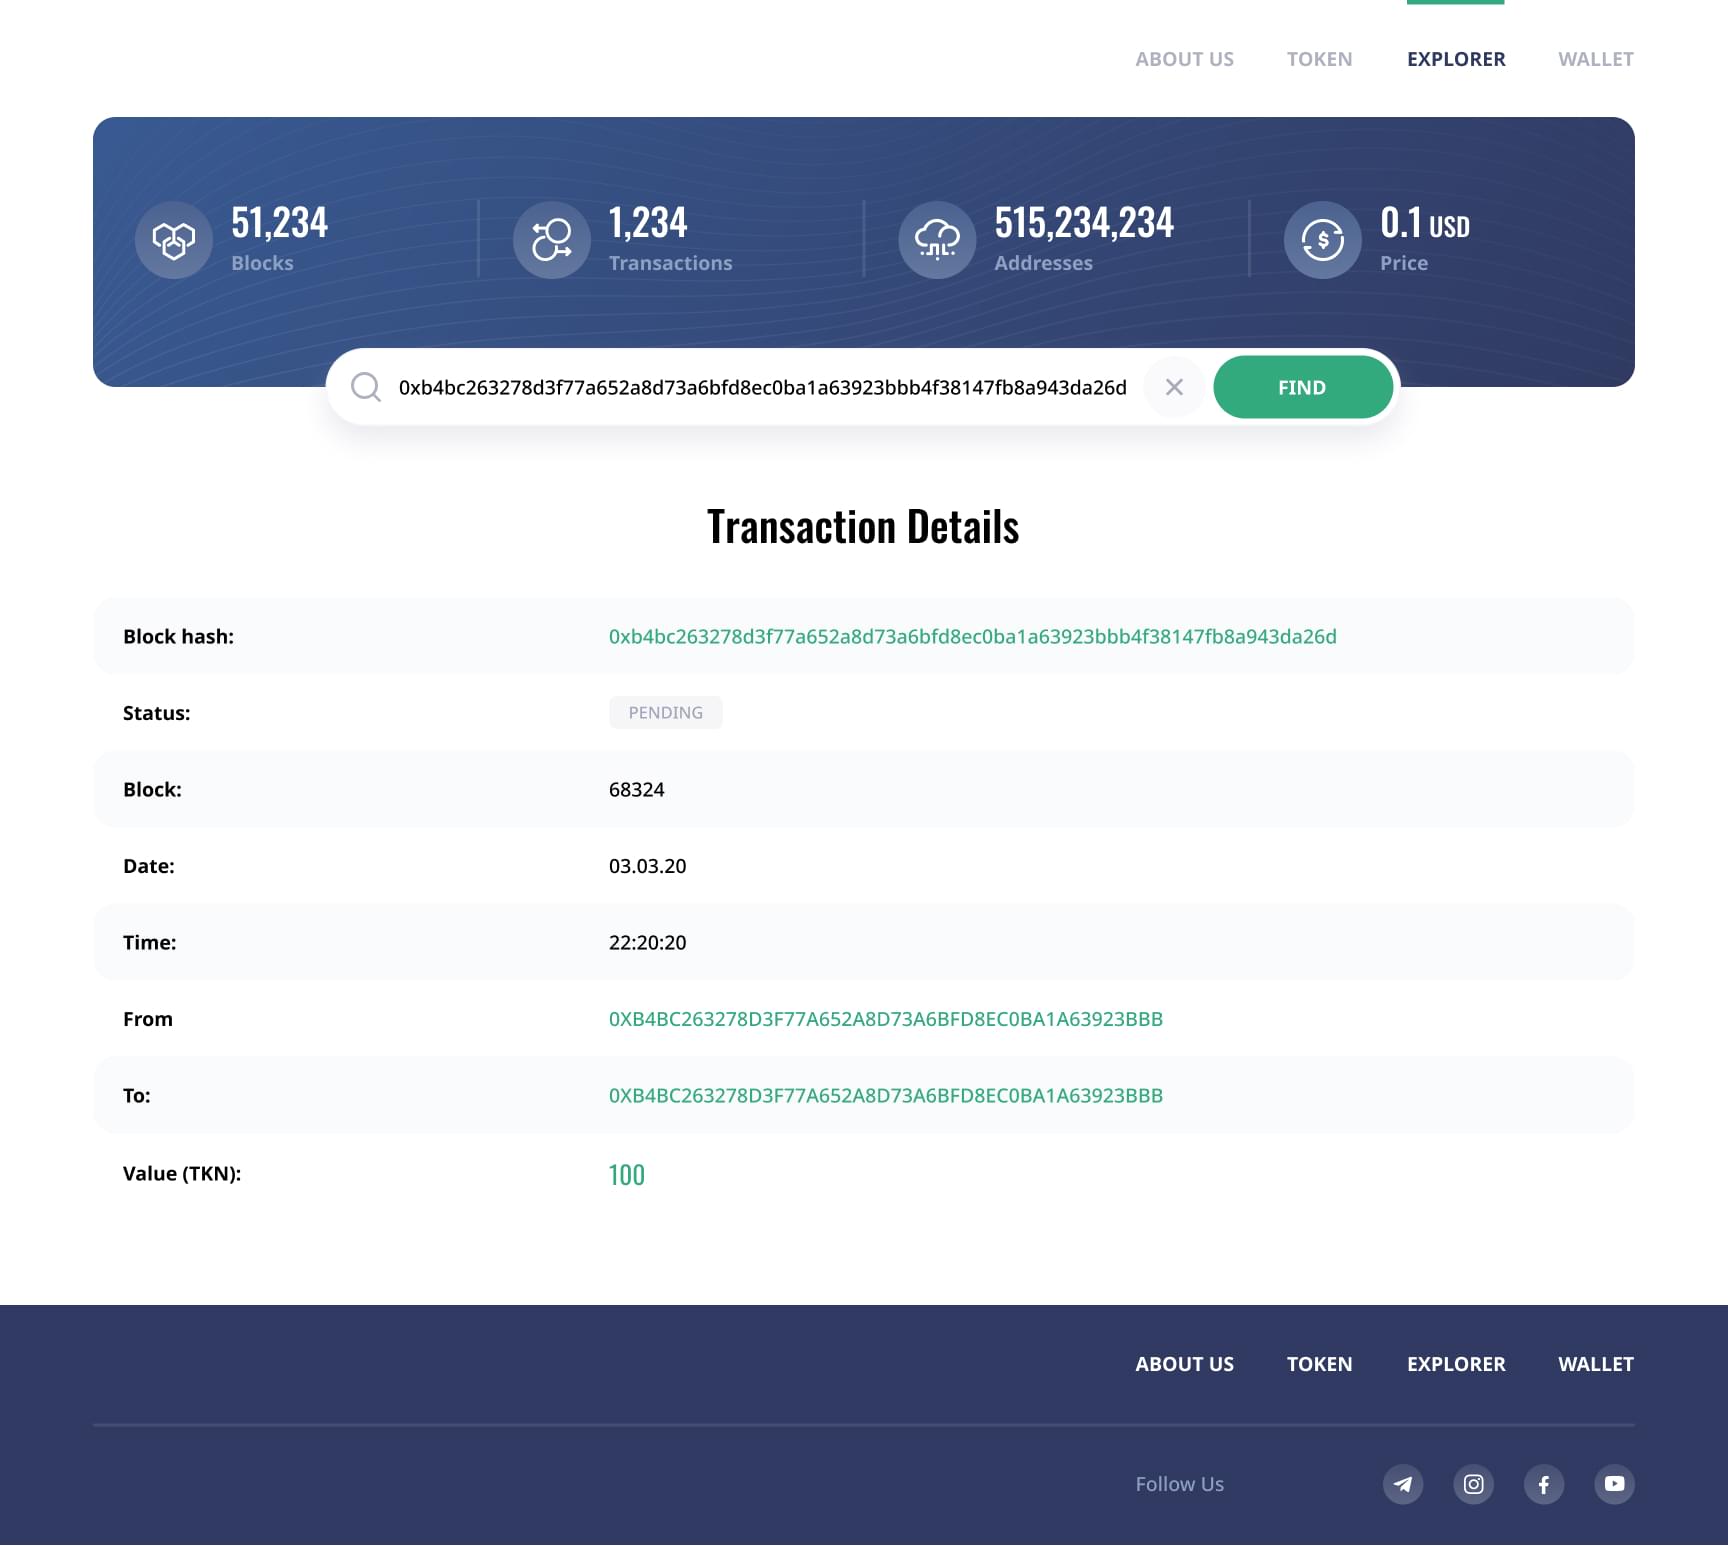 ABOUT US TOKEN EXPLORER WALLET
51,234 1,234 515,234,234 0.1 USD
Blocks Transactions Addresses Price
0xb4bc263278d3f77a652a8d73a6bfd8ec0ba1a63923bbb4f38147fb8a943da26d FIND
Transaction Details
Block hash: 0xb4bc263278d3f77a652a8d73a6bfd8ec0ba1a63923bbb4f38147fb8a943da26d
Status: PENDING
Block: 68324
Date: 03.03.20
Time: 22:20:20
From 0XB4BC263278D3F77A652A8D73A6BFD8EC0BA1A63923BBB
To: 0XB4BC263278D3F77A652A8D73A6BFD8EC0BA1A63923BBB
Value (TKN): 100
ABOUT US TOKEN EXPLORER WALLET
Follow Us